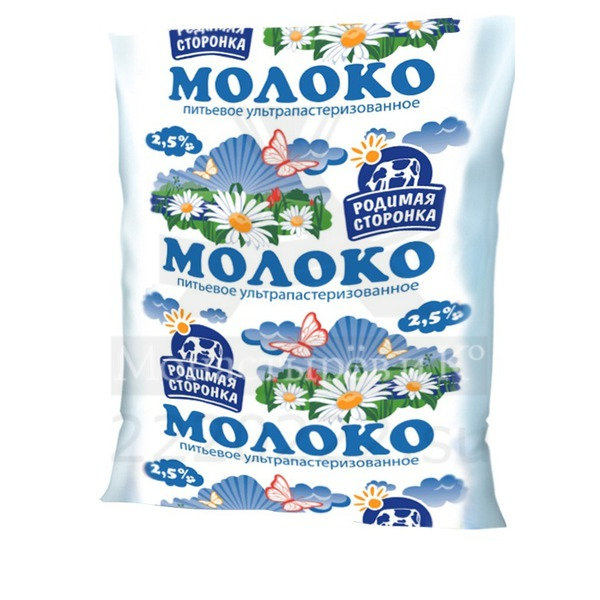 РОДИМАЯ
СТОРОНКА
МОЛОКО
питьевое ультрапастеризованное
2,5%
РОДИМАЯ
СТОРОНКА
МОЛОКО
питьевое ультрапастеризованное
2,5%
РОДИМАЯ
СТОРОНКА
МОЛОКО
питьевое ультрапастеризованное
2,5%